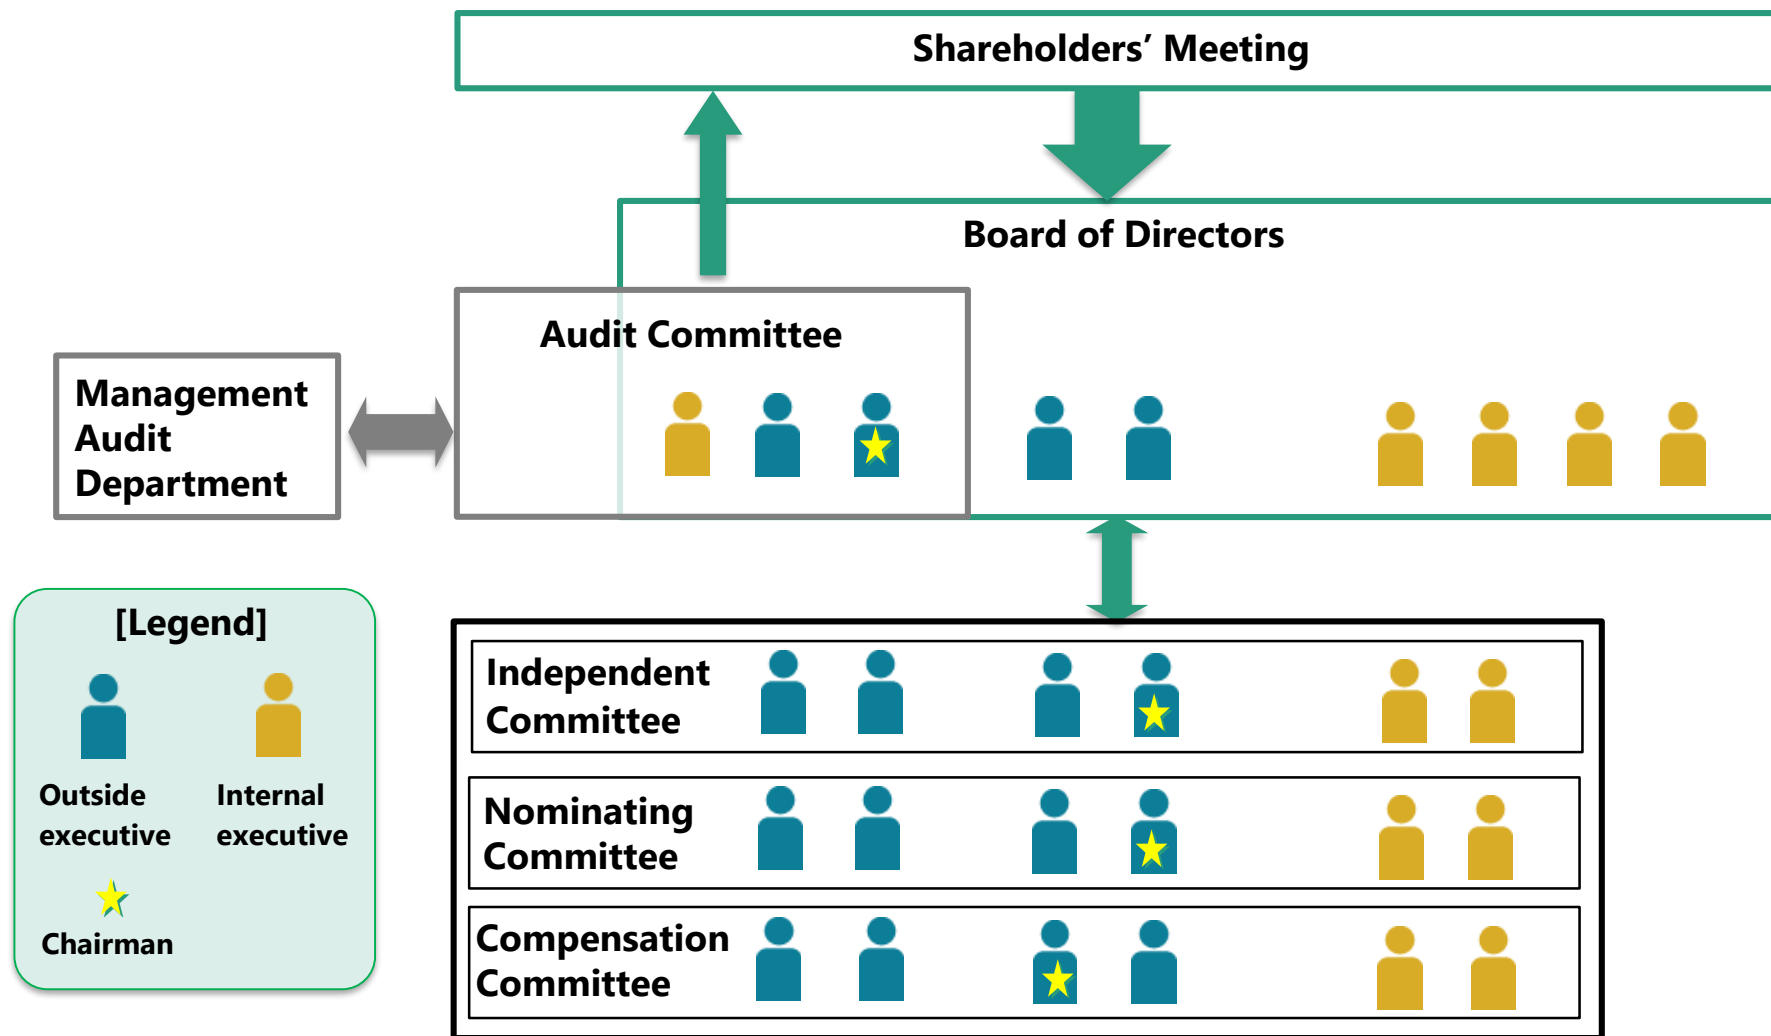 Shareholders’ Meeting
Board of Directors
Audit Committee
Management
Audit
Department
[Legend]
Outside
executive
Internal
executive
Chairman
Independent
Committee
Nominating
Committee
Compensation
Committee